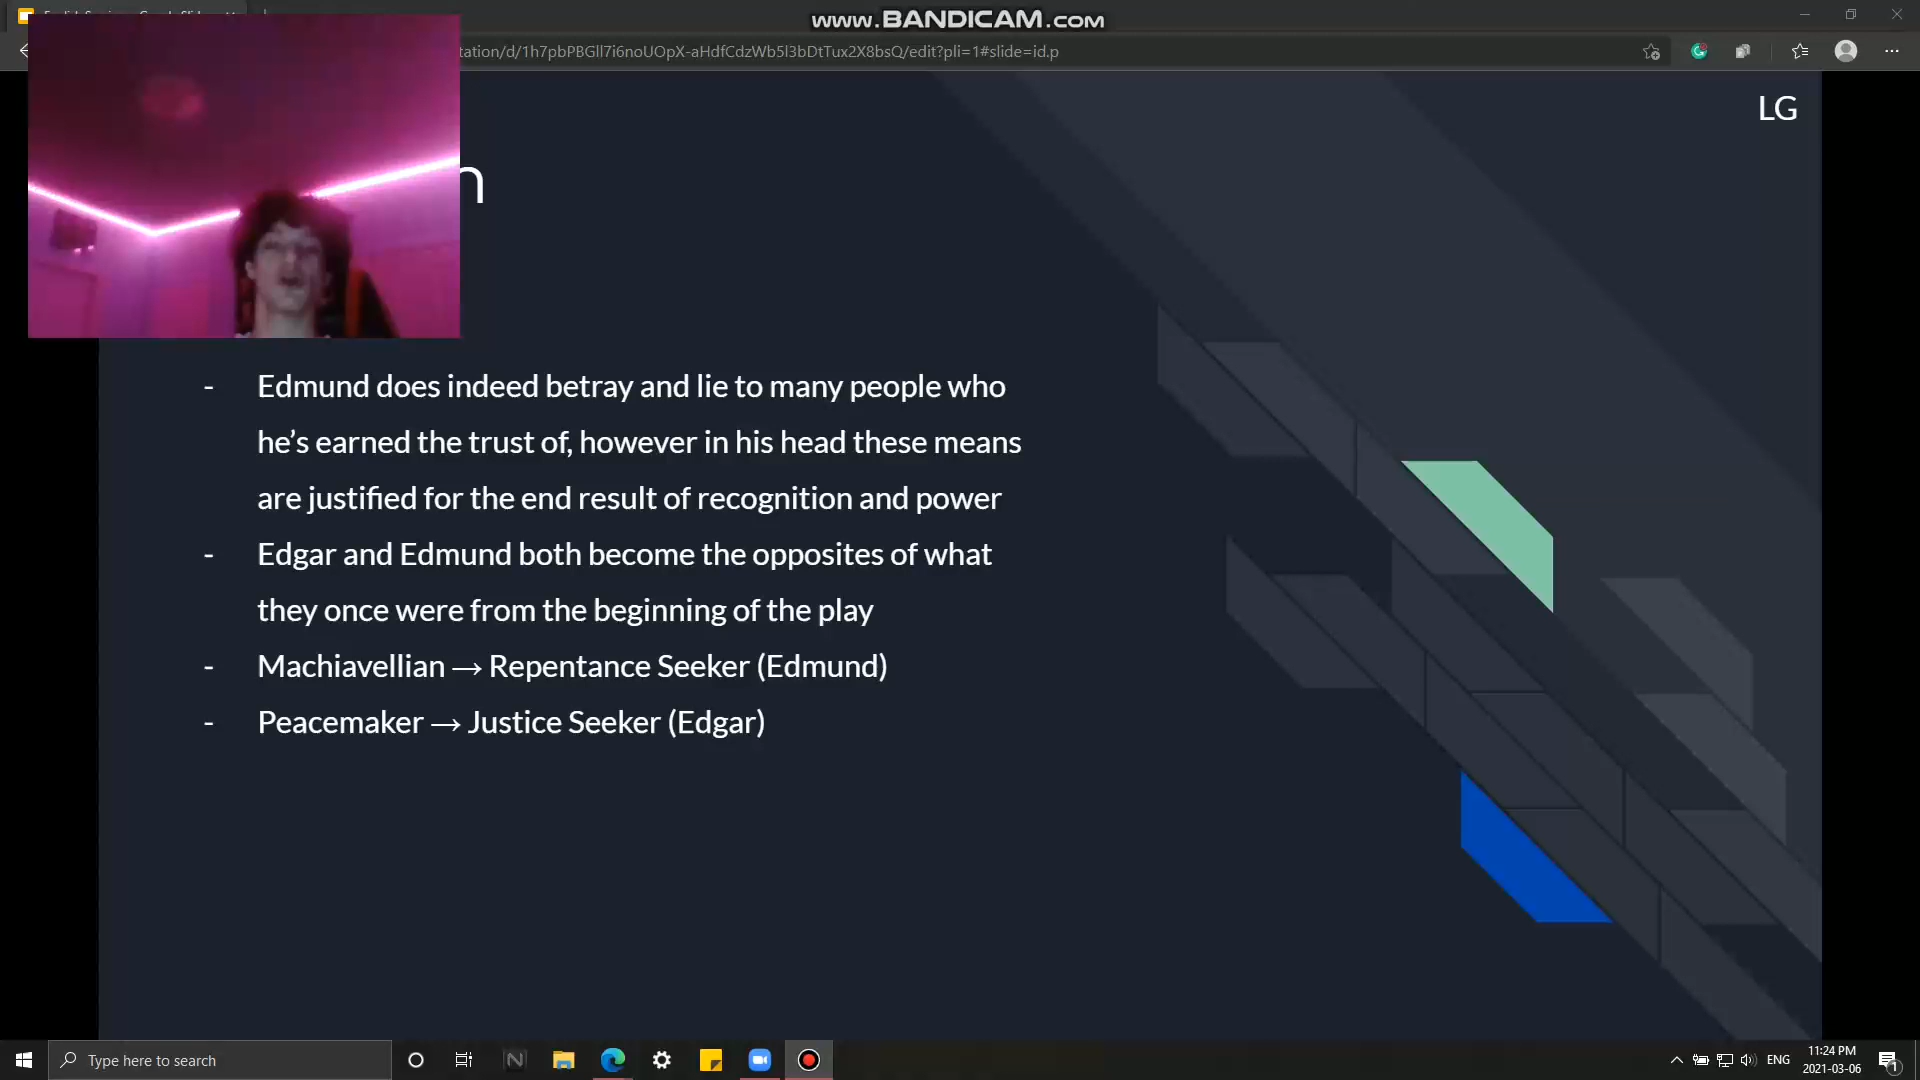 www.BANDICAM.com
tation/d/1h7pbPBGll7i6noUOpX-aHdfCdzWb5l3bDtTux2X8bsQ/edit?pli=1#slide=id.p
LG
n
- Edmund does indeed betray and lie to many people who
he’s earned the trust of, however in his head these means
are justified for the end result of recognition and power
- Edgar and Edmund both become the opposites of what
they once were from the beginning of the play
- Machiavellian → Repentance Seeker (Edmund)
- Peacemaker → Justice Seeker (Edgar)
Type here to search
ENG
11:24 PM
2021-03-06
1